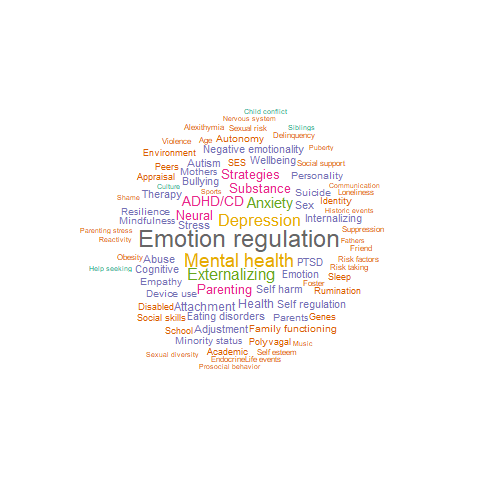 Child conflict
Nervous system
Alexithymia Sexual risk Siblings
Delinquency
Violence Age Autonomy Puberty
Environment Negative emotionality
Autism SES Wellbeing Social support
Peers Mothers Strategies Personality
Appraisal Bullying
Culture Sports Substance Communication
Therapy Suicide Loneliness
Shame ADHD/CD Anxiety Sex Identity
Resilience Neural Historic events
Mindfulness Depression Internalizing
Stress Suppression
Parenting stress
Reactivity Emotion regulation Fathers
Friend
Obesity Abuse Mental health PTSD Risk factors
Help seeking Cognitive Externalizing Emotion Risk taking
Sleep
Empathy Foster
Device use Parenting Self harm Rumination
Disabled Attachment Health Self regulation
Social skills Eating disorders Parents Genes
School Adjustment Family functioning
Minority status Polyvagal Music
Sexual diversity Academic Self esteem
Endocrine Life events
Prosocial behavior